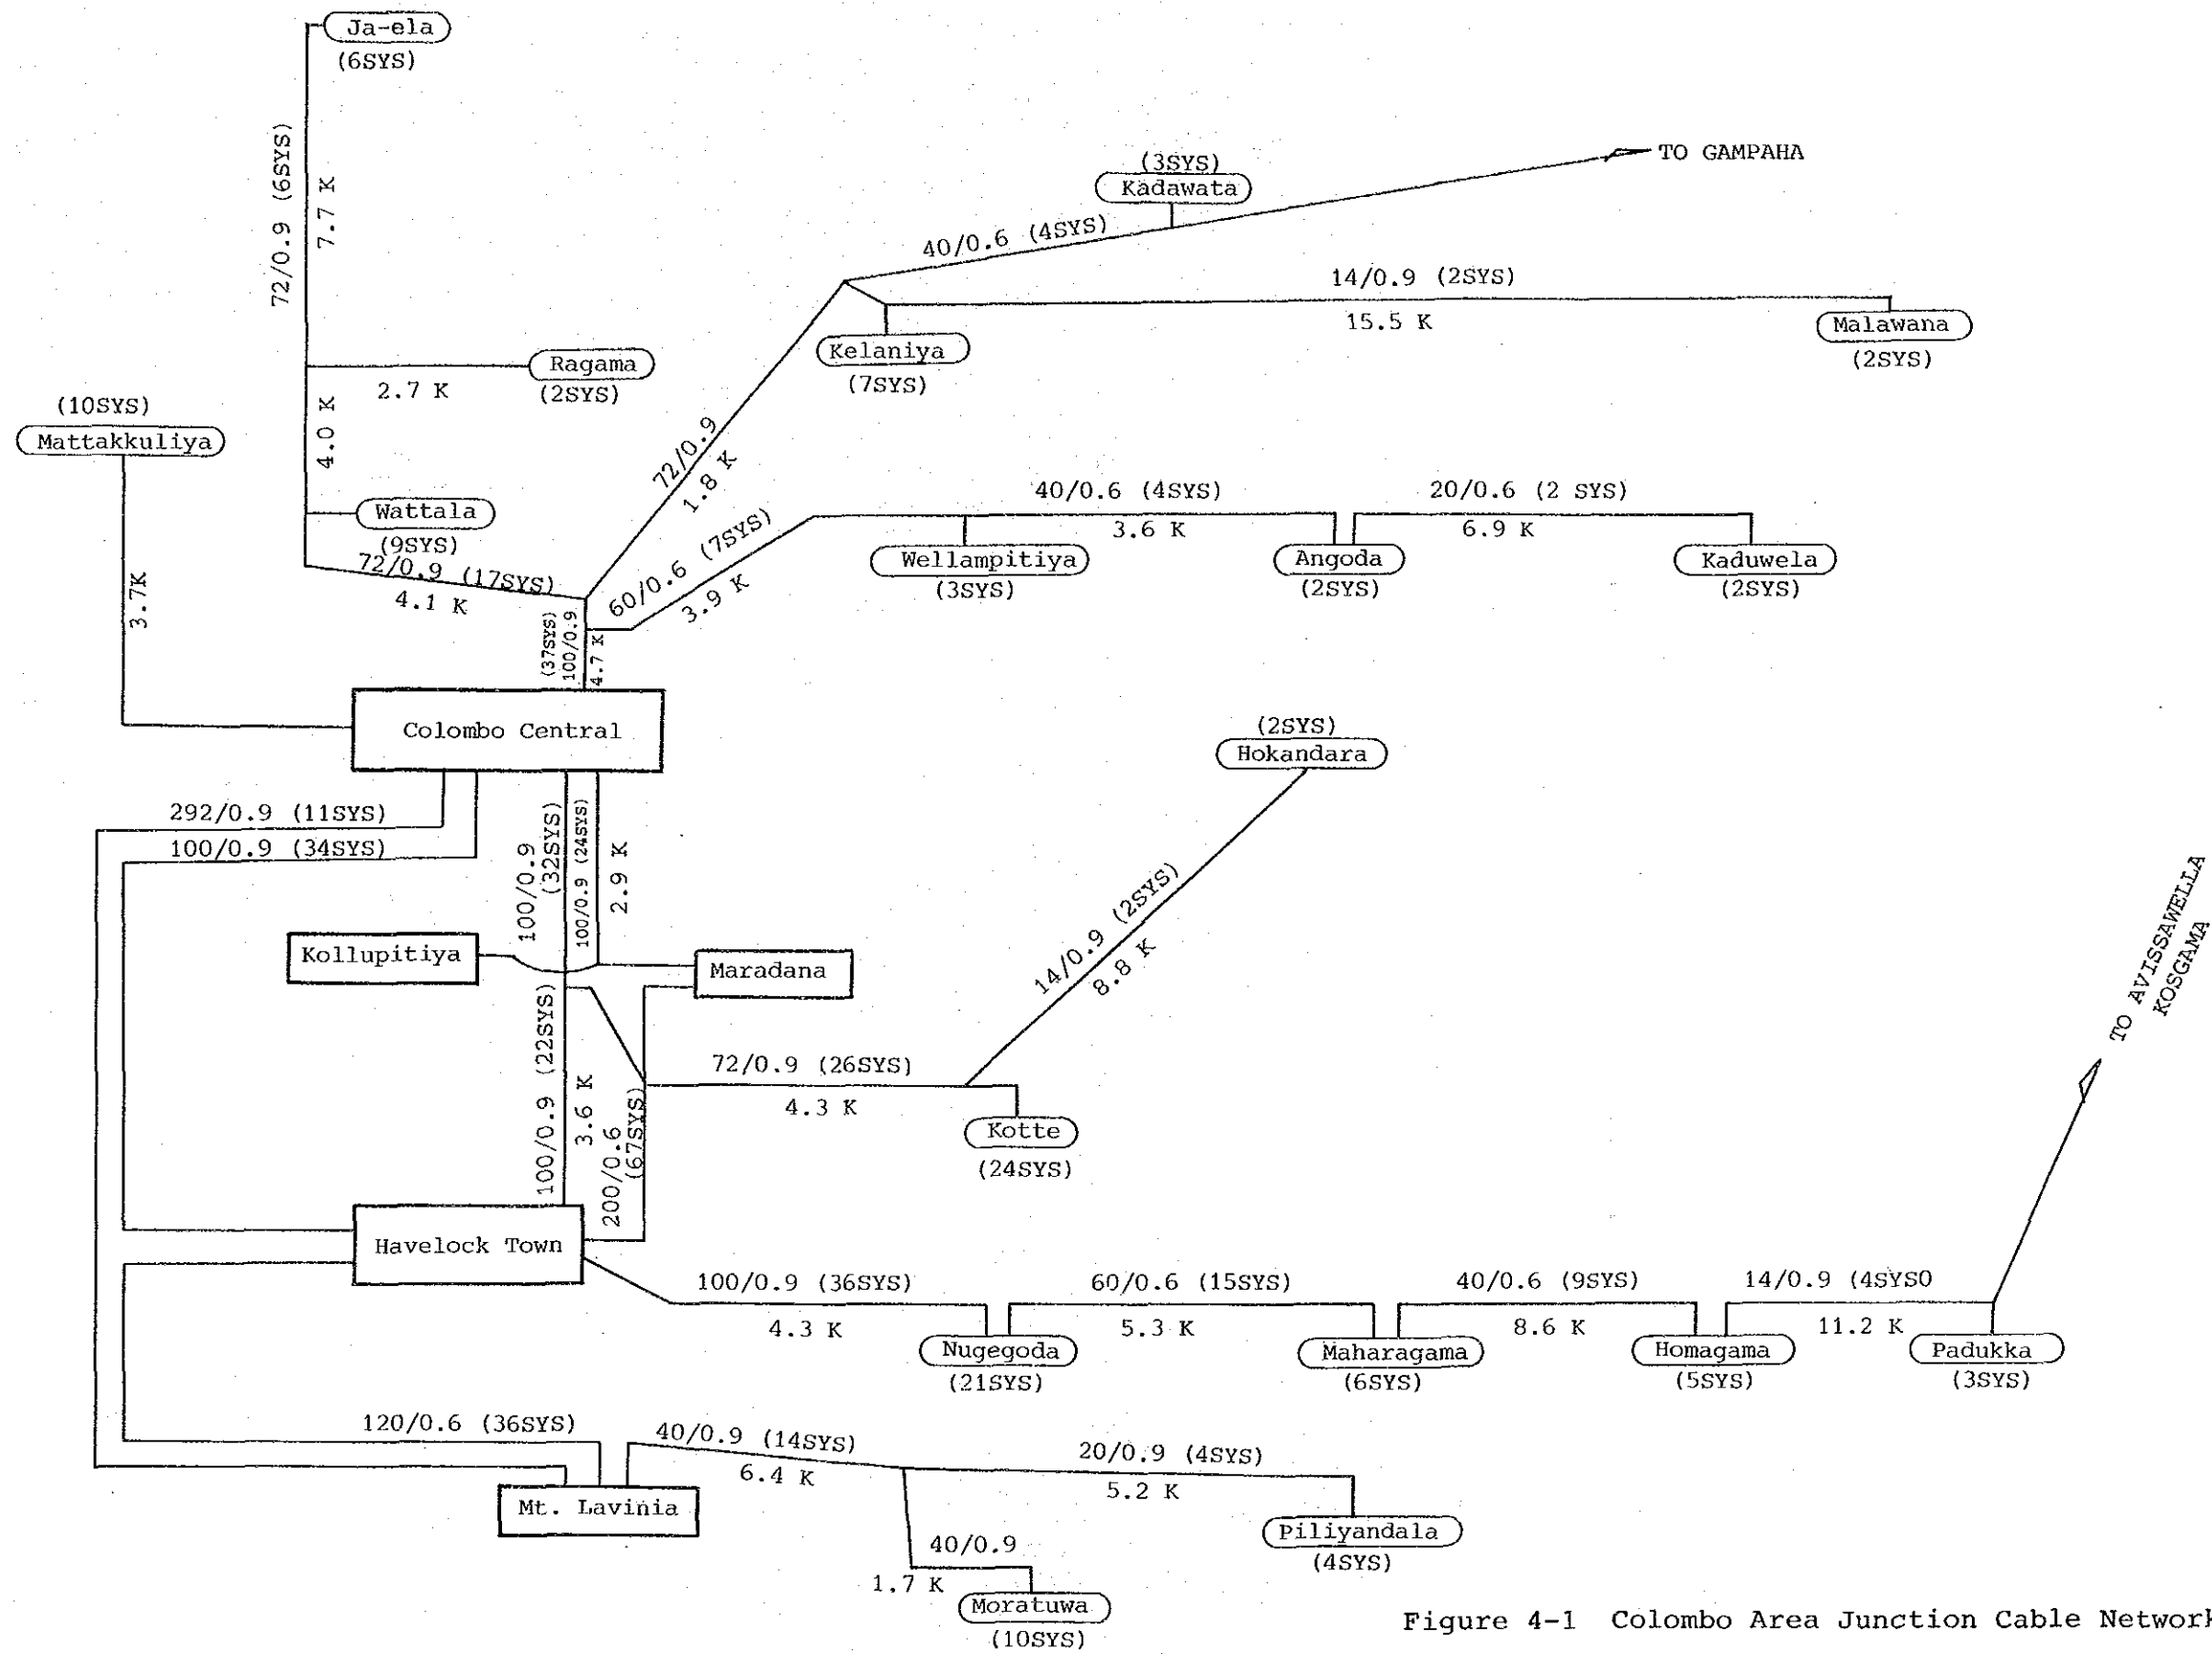 Ja-ela
(6SYS)
72/0.9 (6SYS)
7.7 K
TO GAMPAHA
(3SYS)
Kadawata
40/0.6 (4SYS)
14/0.9 (2SYS)
15.5 K
Malawana
(2SYS)
Kelaniya
(7SYS)
Ragama
(2SYS)
2.7 K
4.0 K
(10SYS)
Mattakkuliya
3.7K
72/0.9
1.8 K
Wattala
(9SYS)
72/0.9 (17SYS)
4.1 K
60/0.6 (7SYS)
3.9 K
40/0.6 (4SYS)
3.6 K
20/0.6 (2 SYS)
6.9 K
Wellampitiya
(3SYS)
Angoda
(2SYS)
Kaduwela
(2SYS)
(37SYS)
100/0.9
4.7 K
Colombo Central
(2SYS)
Hokandara
292/0.9 (11SYS)
100/0.9 (34SYS)
100/0.9
(32SYS)
100/0.9 (24SYS)
2.9 K
14/0.9 (2SYS)
8.8 K
Kollupitiya
Maradana
TO AVISSAWELLA
KOSGAMA
100/0.9 (22SYS)
3.6 K
200/0.6
(67SYS)
72/0.9 (26SYS)
4.3 K
Kotte
(24SYS)
Havelock Town
100/0.9 (36SYS)
4.3 K
60/0.6 (15SYS)
5.3 K
40/0.6 (9SYS)
8.6 K
14/0.9 (4SYSO
11.2 K
Nugegoda
(21SYS)
Maharagama
(6SYS)
Homagama
(5SYS)
Padukka
(3SYS)
120/0.6 (36SYS)
40/0.9 (14SYS)
6.4 K
20/0.9 (4SYS)
5.2 K
Mt. Lavinia
Piliyandala
(4SYS)
40/0.9
1.7 K
Moratuwa
(10SYS)
Figure 4-1 Colombo Area Junction Cable Network